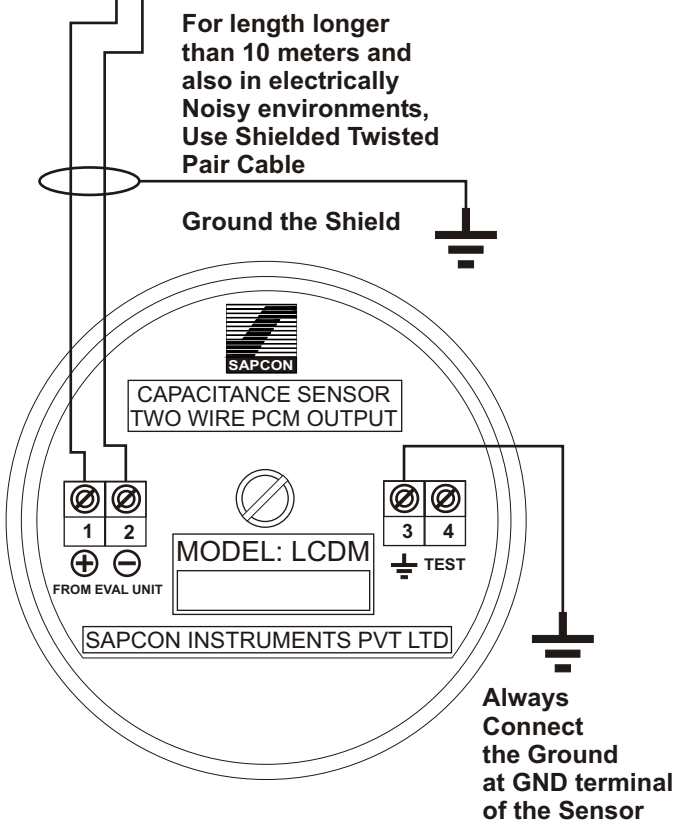 For length longer
than 10 meters and
also in electrically
Noisy environments,
Use Shielded Twisted
Pair Cable
Ground the Shield
SAPCON
CAPACITANCE SENSOR
TWO WIRE PCM OUTPUT
1 2
3 4
MODEL: LCDM
TEST
FROM EVAL UNIT
SAPCON INSTRUMENTS PVT LTD
Always
Connect
the Ground
at GND terminal
of the Sensor